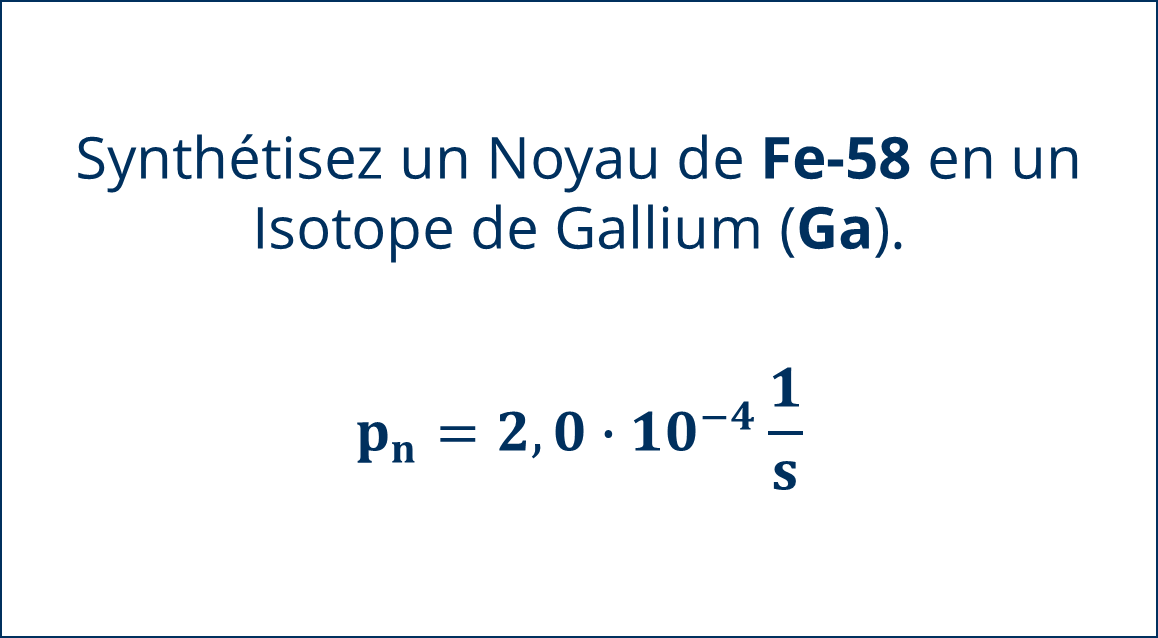 Synthétisez un Noyau de Fe-58 en un
Isotope de Gallium (Ga).
pₙ = 2,0 · 10⁻⁴ 1/s